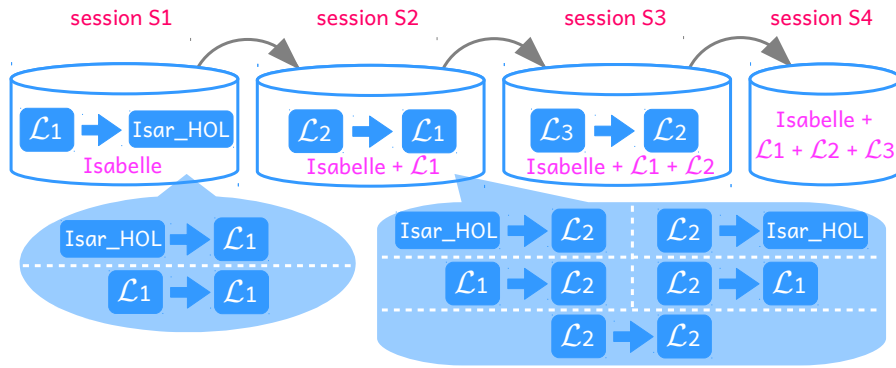 session S1 session S2 session S3 session S4
ℒ1 Isar_HOL
Isabelle
ℒ2 ℒ1
Isabelle + ℒ1
ℒ3 ℒ2
Isabelle + ℒ1 + ℒ2
Isabelle +
ℒ1 + ℒ2 + ℒ3
Isar_HOL ℒ1
ℒ1 ℒ1
Isar_HOL ℒ2 ℒ2 Isar_HOL
ℒ1 ℒ2 ℒ2 ℒ1
ℒ2 ℒ2